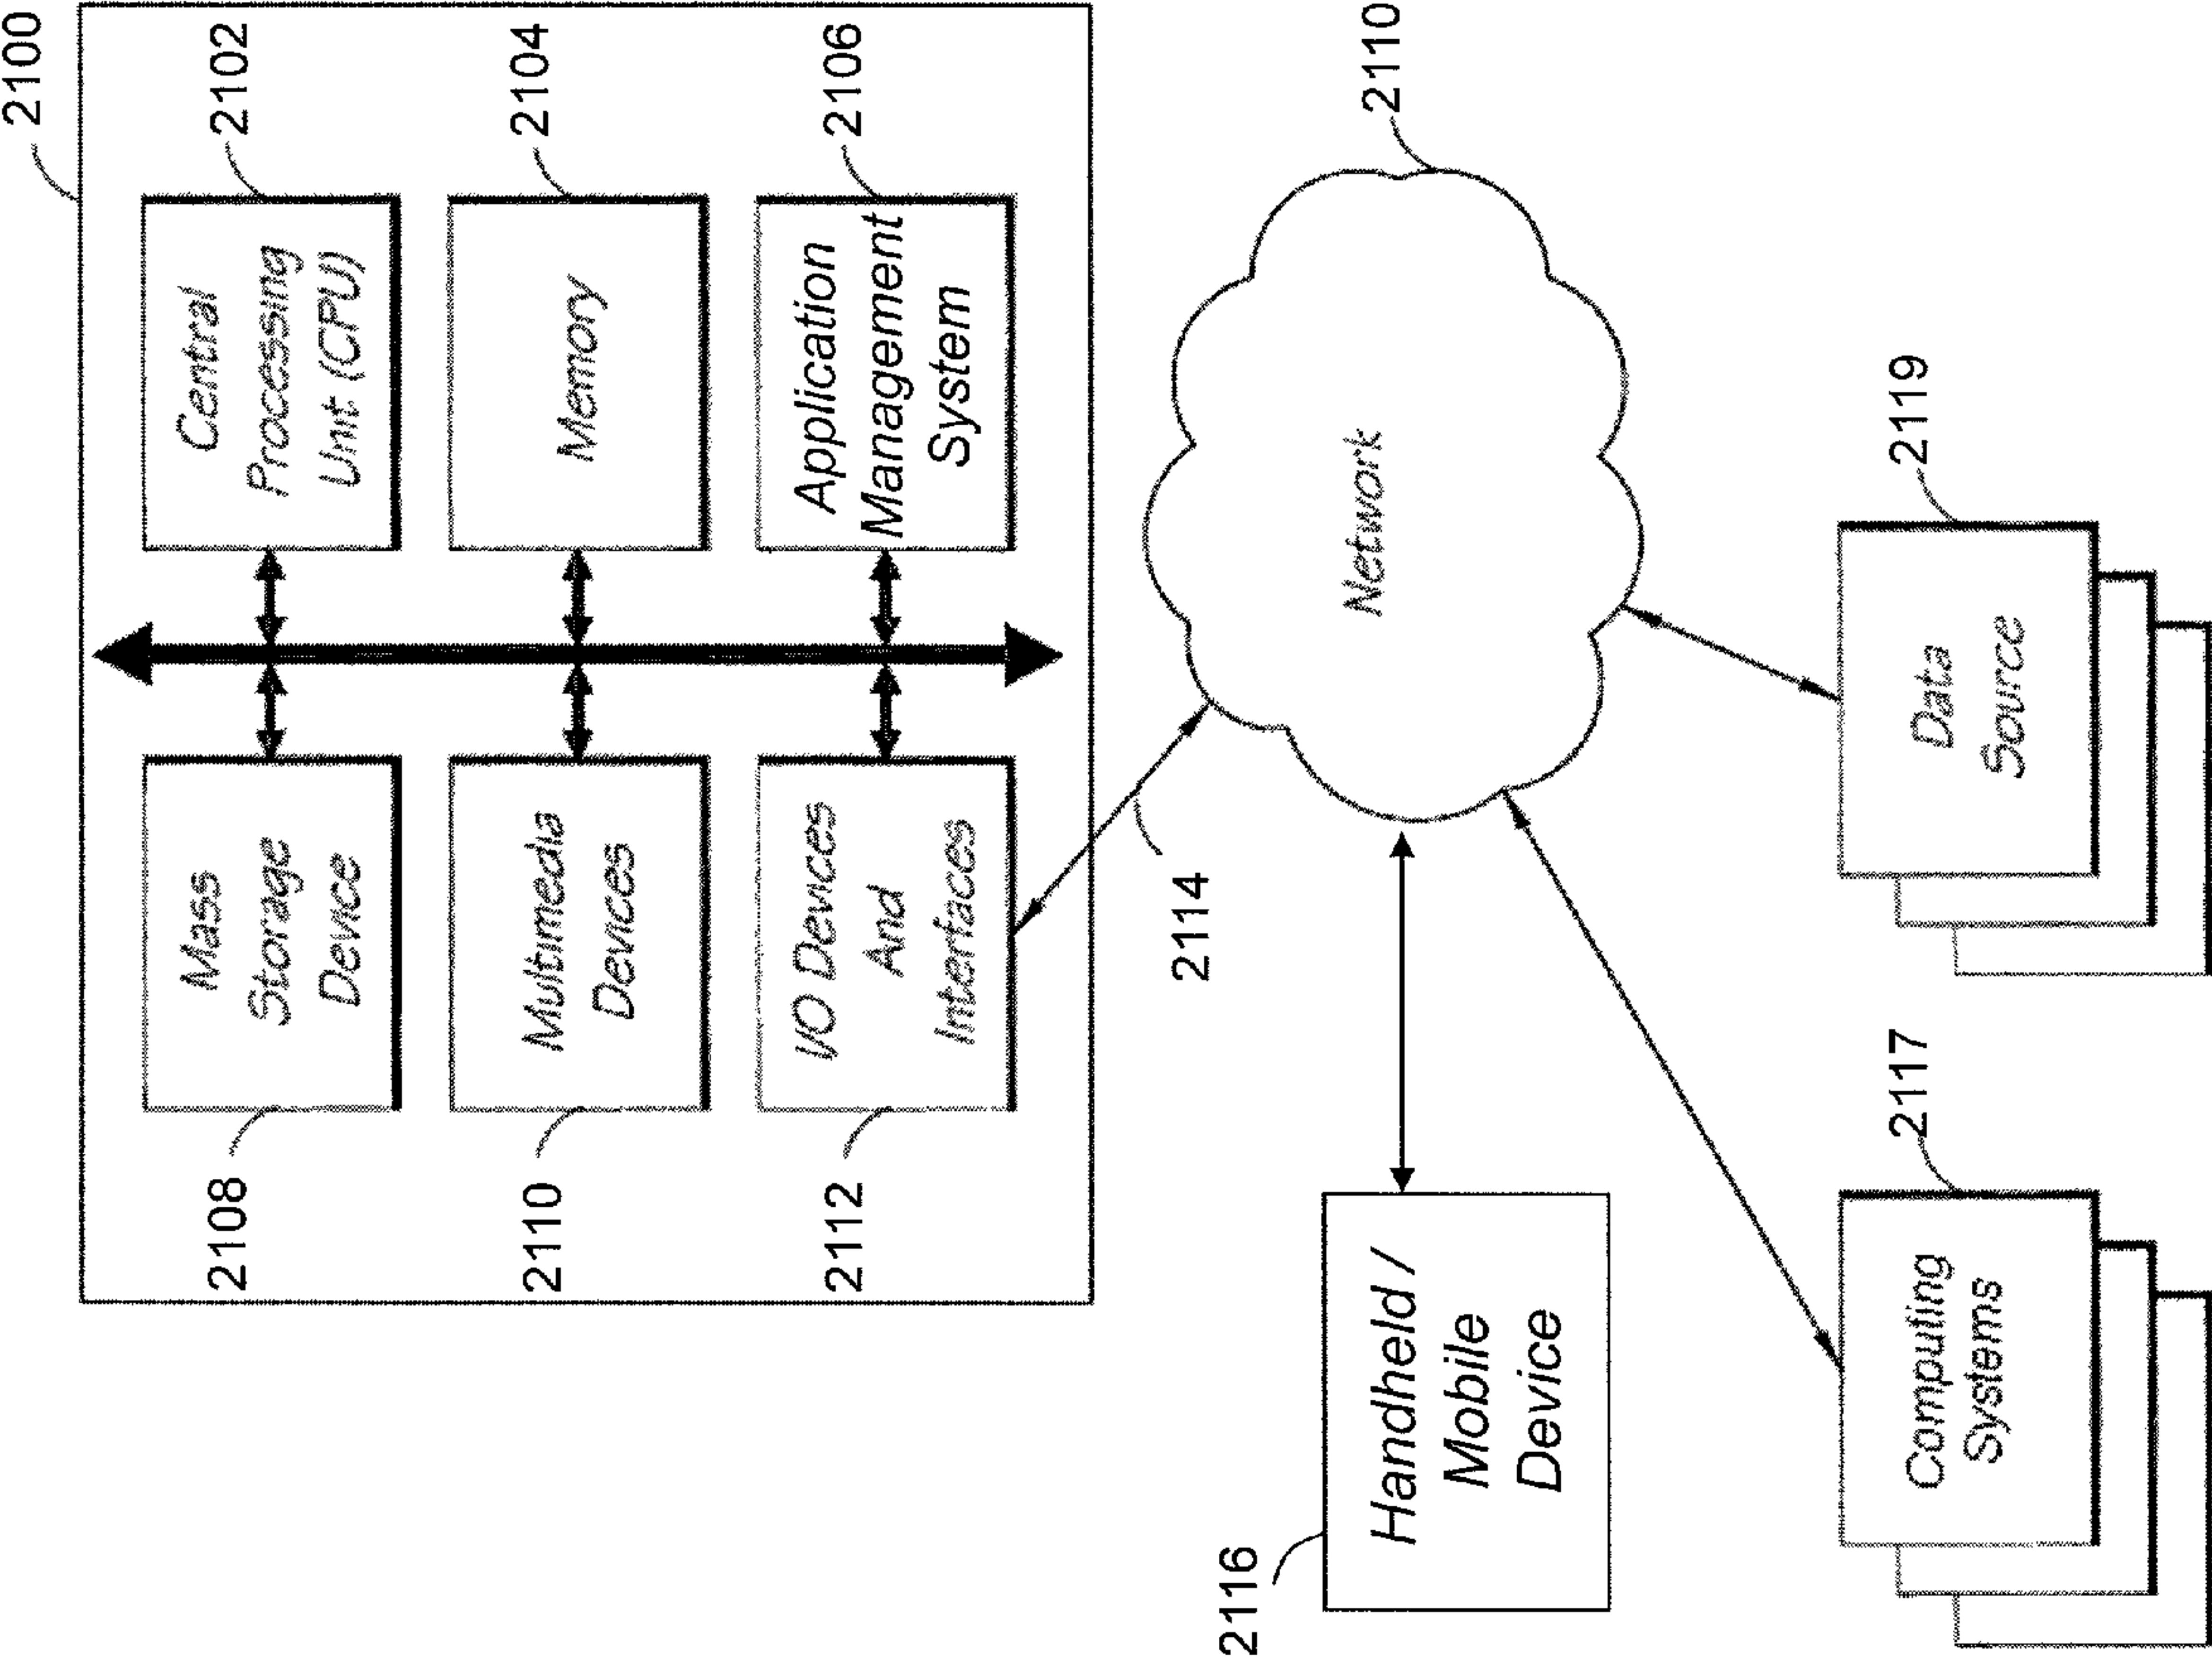 2100
2108
Mass
Storage
Device
Central
Processing
Unit (CPU)
2102
2110
Multimedia
Devices
Memory
2104
2112
I/O Devices
And
Interfaces
Application
Management
System
2106
2114
2116
Handheld /
Mobile
Device
Network
2110
2117
Computing
Systems
2119
Data
Source